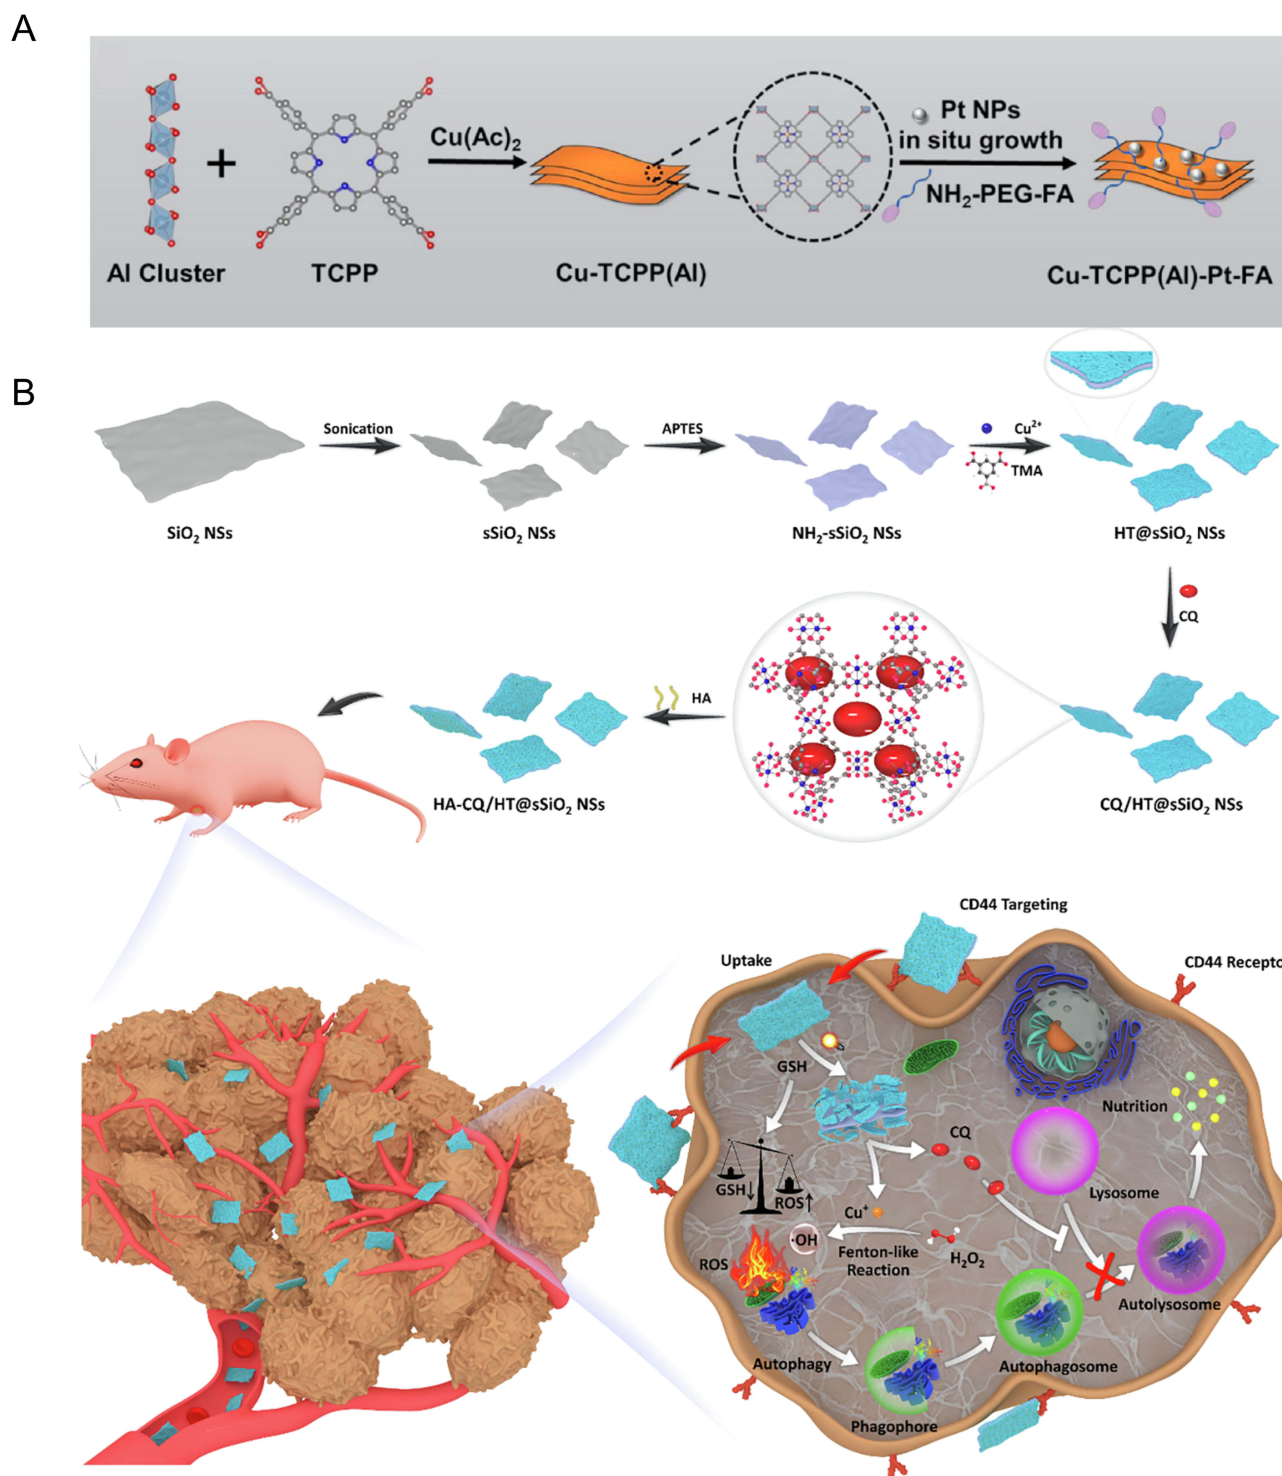 A
Al Cluster
+
TCPP
Cu(Ac)₂
Cu-TCPP(Al)
Pt NPs
in situ growth
NH₂-PEG-FA
Cu-TCPP(Al)-Pt-FA
B
SiO₂ NSs
Sonication
sSiO₂ NSs
APTES
NH₂-sSiO₂ NSs
Cu²⁺
TMA
HT@sSiO₂ NSs
CQ
CQ/HT@sSiO₂ NSs
HA
HA-CQ/HT@sSiO₂ NSs
CD44 Targeting
Uptake
CD44 Recepto
GSH
Nutrition
CQ
Lysosome
GSH↓
ROS↑
Cu⁺
·OH
Fenton-like
Reaction
H₂O₂
ROS
Autolysosome
Autophagy
Autophagosome
Phagophore